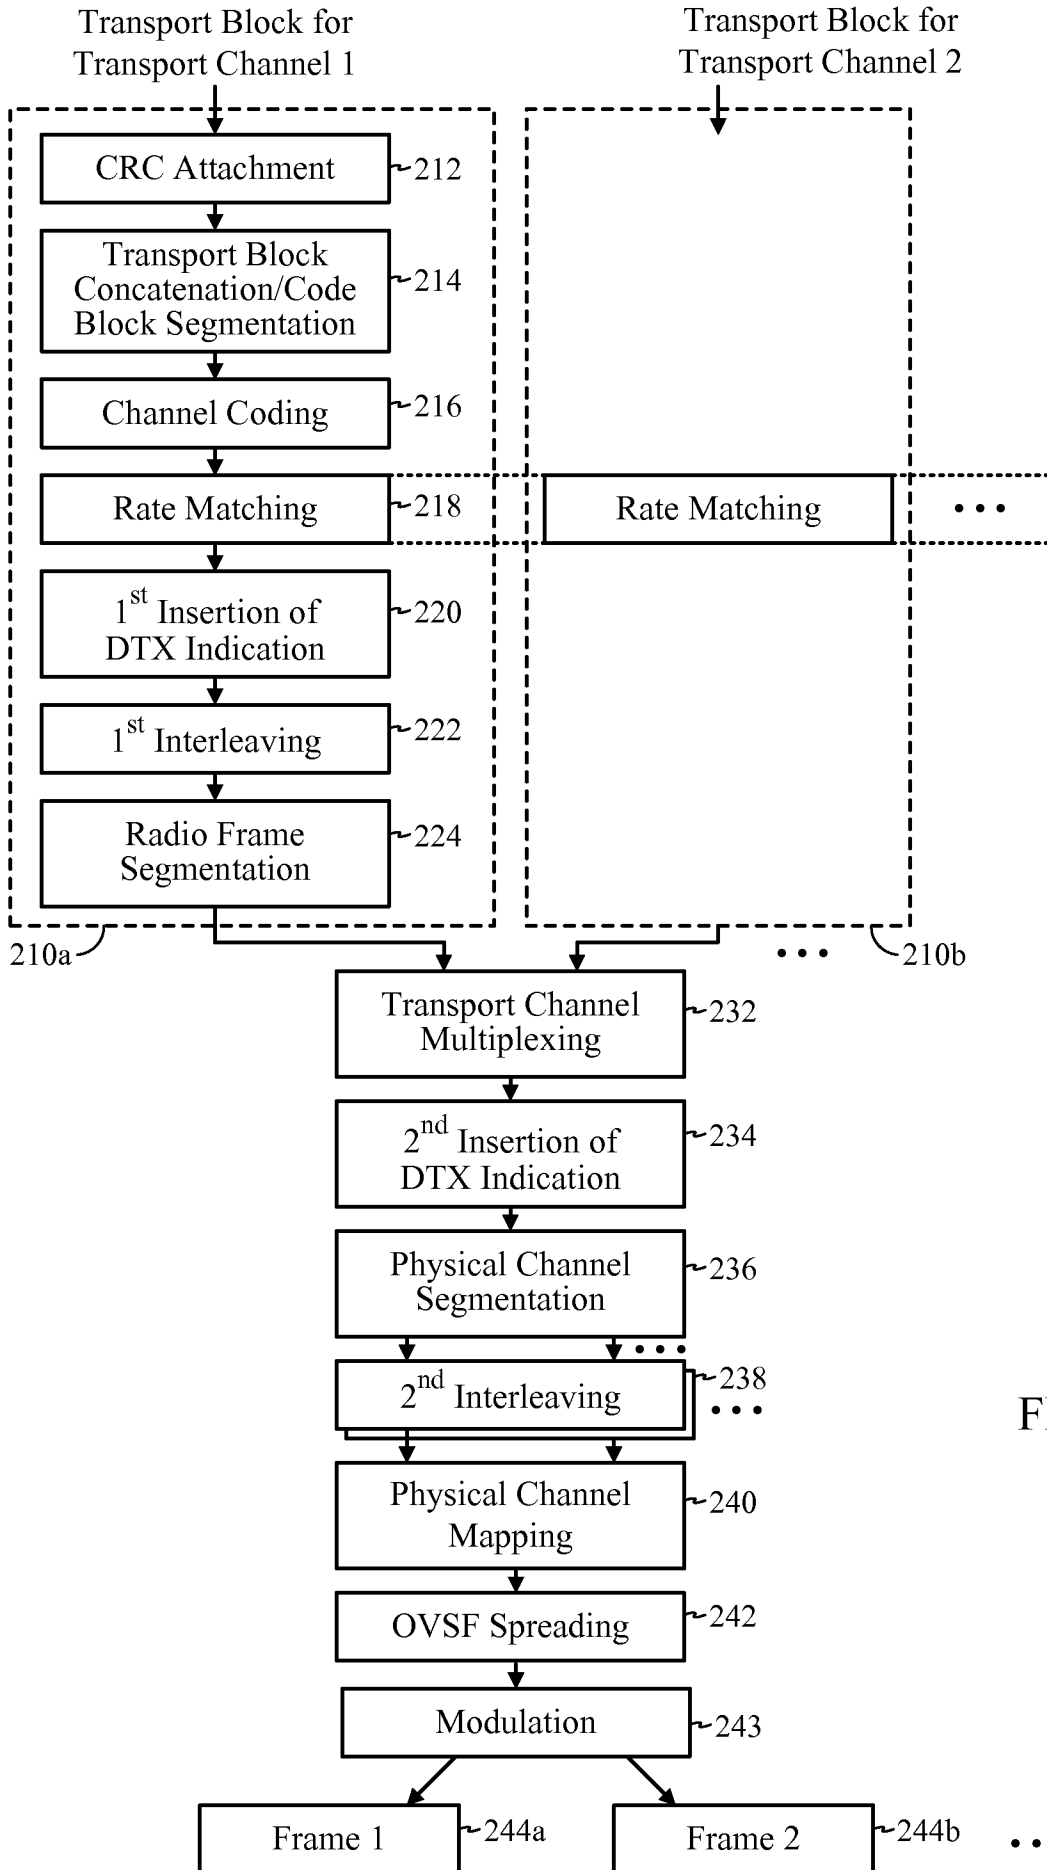 Transport Block for
Transport Channel 1
Transport Block for
Transport Channel 2
CRC Attachment
212
Transport Block
Concatenation/Code
Block Segmentation
214
Channel Coding
216
Rate Matching
218
Rate Matching
• • •
1st Insertion of
DTX Indication
220
1st Interleaving
222
Radio Frame
Segmentation
224
210a
• • •
210b
Transport Channel
Multiplexing
232
2nd Insertion of
DTX Indication
234
Physical Channel
Segmentation
236
• • •
2nd Interleaving
238
• • •
Physical Channel
Mapping
240
OVSF Spreading
242
Modulation
243
Frame 1
244a
Frame 2
244b